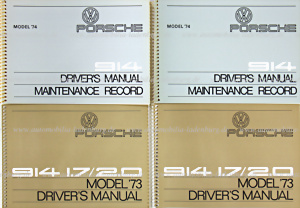 MODEL '74
PORSCHE
914
DRIVER'S MANUAL
MAINTENANCE RECORD
MODEL '74
PORSCHE
914
DRIVER'S MANUAL
MAINTENANCE RECORD
PORSCHE
914 1.7/2.0
MODEL '73
DRIVER'S MANUAL
PORSCHE
914 1.7/2.0
MODEL '73
DRIVER'S MANUAL